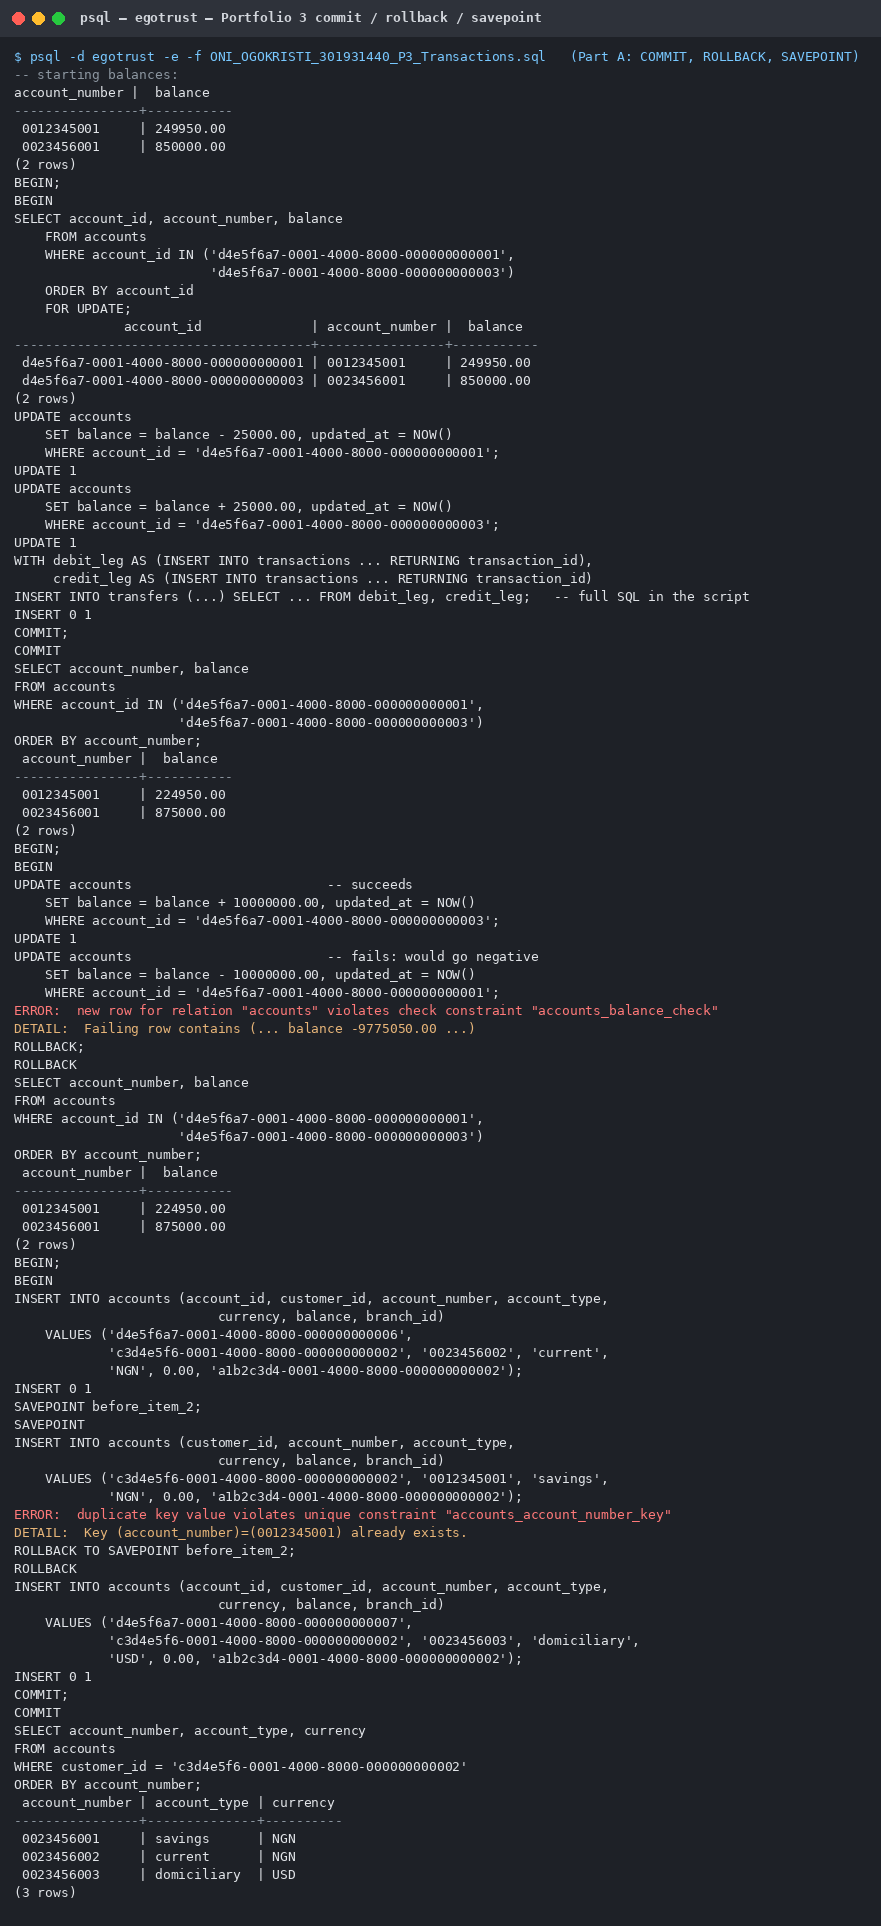 psql — egotrust — Portfolio 3 commit / rollback / savepoint
$ psql -d egotrust -e -f ONI_OGOKRISTI_301931440_P3_Transactions.sql   (Part A: COMMIT, ROLLBACK, SAVEPOINT)
-- starting balances:
account_number |  balance
----------------+-----------
 0012345001     | 249950.00
 0023456001     | 850000.00
(2 rows)
BEGIN;
BEGIN
SELECT account_id, account_number, balance
    FROM accounts
    WHERE account_id IN ('d4e5f6a7-0001-4000-8000-000000000001',
                         'd4e5f6a7-0001-4000-8000-000000000003')
    ORDER BY account_id
    FOR UPDATE;
              account_id              | account_number |  balance
--------------------------------------+----------------+-----------
 d4e5f6a7-0001-4000-8000-000000000001 | 0012345001     | 249950.00
 d4e5f6a7-0001-4000-8000-000000000003 | 0023456001     | 850000.00
(2 rows)
UPDATE accounts
    SET balance = balance - 25000.00, updated_at = NOW()
    WHERE account_id = 'd4e5f6a7-0001-4000-8000-000000000001';
UPDATE 1
UPDATE accounts
    SET balance = balance + 25000.00, updated_at = NOW()
    WHERE account_id = 'd4e5f6a7-0001-4000-8000-000000000003';
UPDATE 1
WITH debit_leg AS (INSERT INTO transactions ... RETURNING transaction_id),
     credit_leg AS (INSERT INTO transactions ... RETURNING transaction_id)
INSERT INTO transfers (...) SELECT ... FROM debit_leg, credit_leg;   -- full SQL in the script
INSERT 0 1
COMMIT;
COMMIT
SELECT account_number, balance
FROM accounts
WHERE account_id IN ('d4e5f6a7-0001-4000-8000-000000000001',
                     'd4e5f6a7-0001-4000-8000-000000000003')
ORDER BY account_number;
 account_number |  balance
----------------+-----------
 0012345001     | 224950.00
 0023456001     | 875000.00
(2 rows)
BEGIN;
BEGIN
UPDATE accounts                         -- succeeds
    SET balance = balance + 10000000.00, updated_at = NOW()
    WHERE account_id = 'd4e5f6a7-0001-4000-8000-000000000003';
UPDATE 1
UPDATE accounts                         -- fails: would go negative
    SET balance = balance - 10000000.00, updated_at = NOW()
    WHERE account_id = 'd4e5f6a7-0001-4000-8000-000000000001';
ERROR:  new row for relation "accounts" violates check constraint "accounts_balance_check"
DETAIL:  Failing row contains (... balance -9775050.00 ...)
ROLLBACK;
ROLLBACK
SELECT account_number, balance
FROM accounts
WHERE account_id IN ('d4e5f6a7-0001-4000-8000-000000000001',
                     'd4e5f6a7-0001-4000-8000-000000000003')
ORDER BY account_number;
 account_number |  balance
----------------+-----------
 0012345001     | 224950.00
 0023456001     | 875000.00
(2 rows)
BEGIN;
BEGIN
INSERT INTO accounts (account_id, customer_id, account_number, account_type,
                          currency, balance, branch_id)
    VALUES ('d4e5f6a7-0001-4000-8000-000000000006',
            'c3d4e5f6-0001-4000-8000-000000000002', '0023456002', 'current',
            'NGN', 0.00, 'a1b2c3d4-0001-4000-8000-000000000002');
INSERT 0 1
SAVEPOINT before_item_2;
SAVEPOINT
INSERT INTO accounts (customer_id, account_number, account_type,
                          currency, balance, branch_id)
    VALUES ('c3d4e5f6-0001-4000-8000-000000000002', '0012345001', 'savings',
            'NGN', 0.00, 'a1b2c3d4-0001-4000-8000-000000000002');
ERROR:  duplicate key value violates unique constraint "accounts_account_number_key"
DETAIL:  Key (account_number)=(0012345001) already exists.
ROLLBACK TO SAVEPOINT before_item_2;
ROLLBACK
INSERT INTO accounts (account_id, customer_id, account_number, account_type,
                          currency, balance, branch_id)
    VALUES ('d4e5f6a7-0001-4000-8000-000000000007',
            'c3d4e5f6-0001-4000-8000-000000000002', '0023456003', 'domiciliary',
            'USD', 0.00, 'a1b2c3d4-0001-4000-8000-000000000002');
INSERT 0 1
COMMIT;
COMMIT
SELECT account_number, account_type, currency
FROM accounts
WHERE customer_id = 'c3d4e5f6-0001-4000-8000-000000000002'
ORDER BY account_number;
 account_number | account_type | currency
----------------+--------------+----------
 0023456001     | savings      | NGN
 0023456002     | current      | NGN
 0023456003     | domiciliary  | USD
(3 rows)